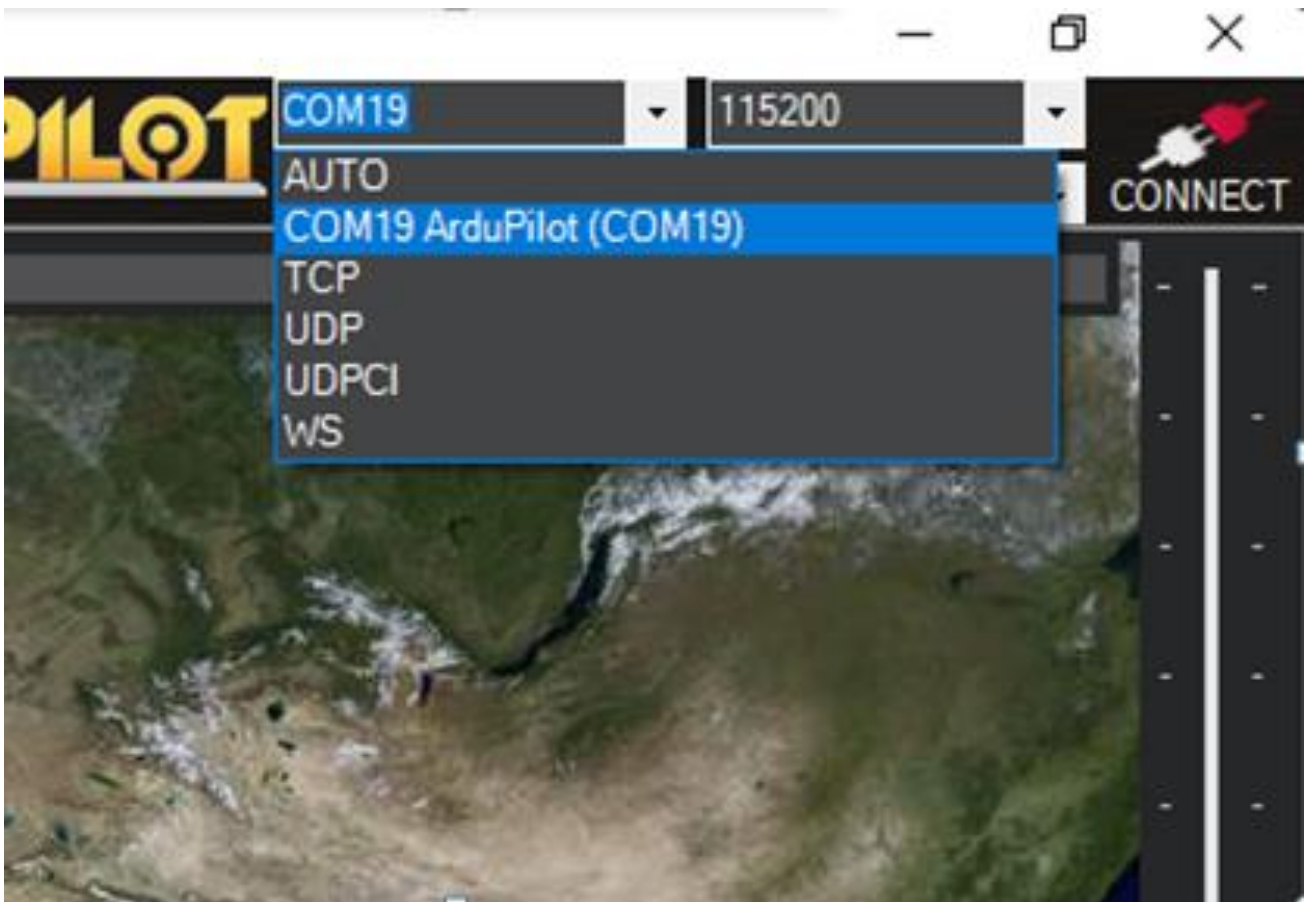 PILOT
COM19
115200
AUTO
COM19 ArduPilot (COM19)
TCP
UDP
UDPCI
WS
CONNECT